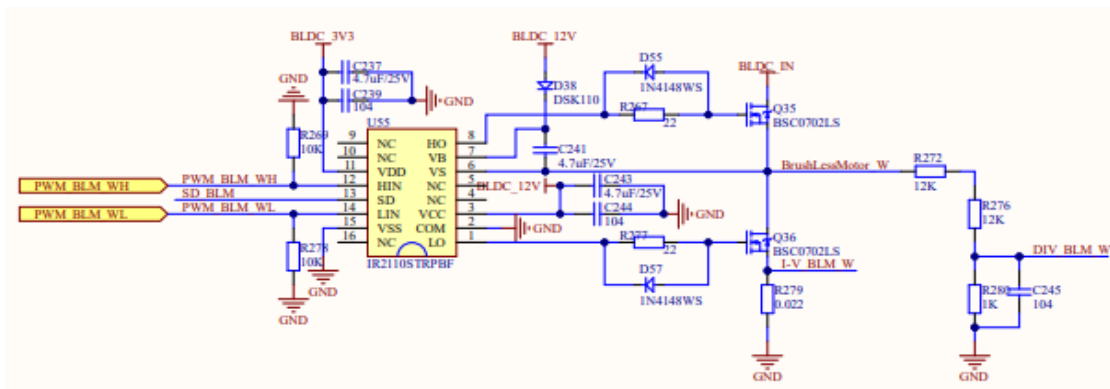 BLDC_3V3
BLDC_12V
BLDC_IN
GND
C237
4.7uF/25V
C239
104
GND
D38
DSK110
D55
1N4148WS
R267
22
Q35
BSC0702LS
U55
R269
10K
9 NC HO 8
10 NC VB 7
11 VDD VS 6
12 HIN NC 5
13 SD NC 4
14 LIN VCC 3
15 VSS COM 2
16 NC LO 1
IR2110STRPBF
C241
4.7uF/25V
BrushLessMotor_W
R272
12K
PWM_BLM_WH
PWM_BLM_WH
SD_BLM
PWM_BLM_WL
PWM_BLM_WL
BLDC_12V
C243
4.7uF/25V
C244
104
GND
GND
R276
12K
R277
22
D57
1N4148WS
Q36
BSC0702LS
I-V_BLM_W
DIV_BLM_W
R278
10K
GND
GND
R279
0.022
GND
R280
1K
C245
104
GND